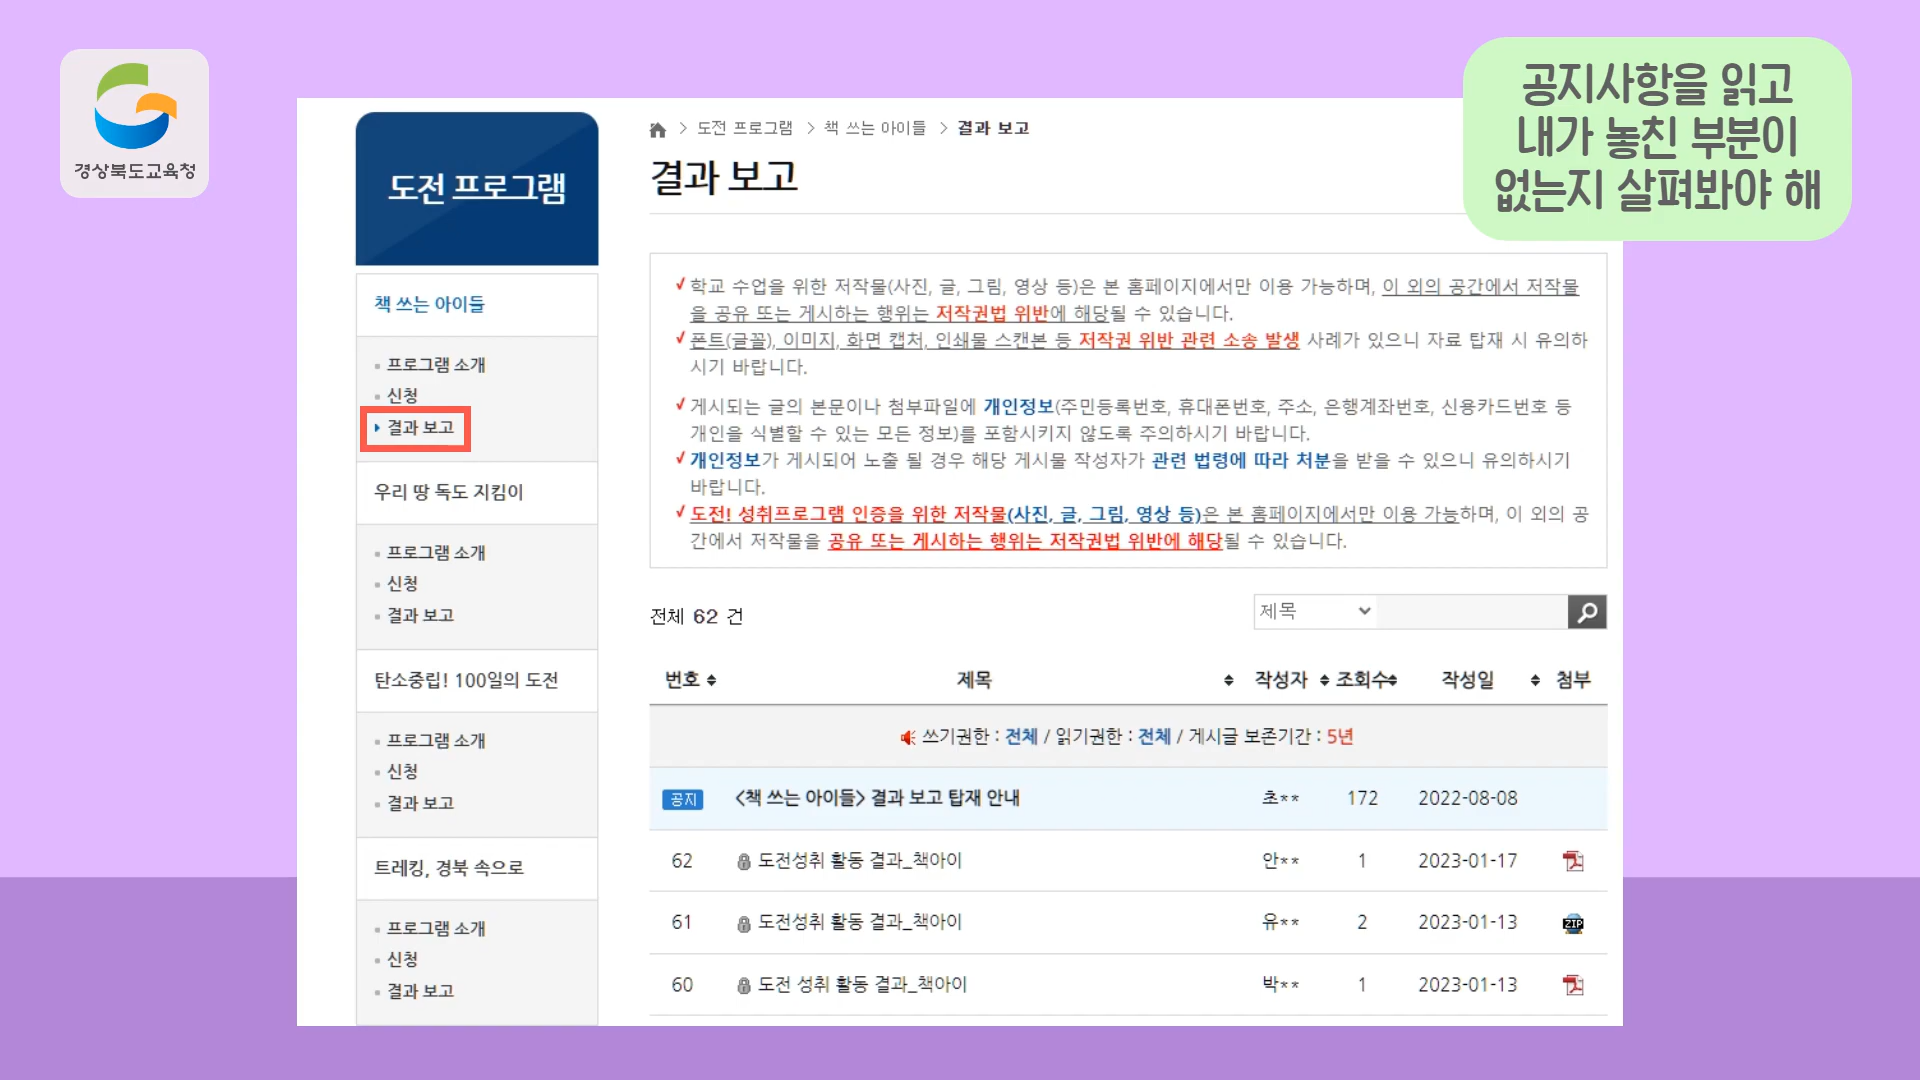 경상북도교육청
공지사항을 읽고
내가 놓친 부분이
없는지 살펴봐야 해
도전 프로그램
책 쓰는 아이들
프로그램 소개
신청
결과 보고
우리 땅 독도 지킴이
프로그램 소개
신청
결과 보고
탄소중립! 100일의 도전
프로그램 소개
신청
결과 보고
트레킹, 경북 속으로
프로그램 소개
신청
결과 보고
> 도전 프로그램 > 책 쓰는 아이들 > 결과 보고
결과 보고
√ 학교 수업을 위한 저작물(사진, 글, 그림, 영상 등)은 본 홈페이지에서만 이용 가능하며, 이 외의 공간에서 저작물
을 공유 또는 게시하는 행위는 저작권법 위반에 해당될 수 있습니다.
√ 폰트(글꼴), 이미지, 화면 캡처, 인쇄물 스캔본 등 저작권 위반 관련 소송 발생 사례가 있으니 자료 탑재 시 유의하
시기 바랍니다.
√ 게시되는 글의 본문이나 첨부파일에 개인정보(주민등록번호, 휴대폰번호, 주소, 은행계좌번호, 신용카드번호 등
개인을 식별할 수 있는 모든 정보)를 포함시키지 않도록 주의하시기 바랍니다.
√ 개인정보가 게시되어 노출 될 경우 해당 게시물 작성자가 관련 법령에 따라 처분을 받을 수 있으니 유의하시기
바랍니다.
√ 도전! 성취프로그램 인증을 위한 저작물(사진, 글, 그림, 영상 등)은 본 홈페이지에서만 이용 가능하며, 이 외의 공
간에서 저작물을 공유 또는 게시하는 행위는 저작권법 위반에 해당될 수 있습니다.
전체 62 건
제목
번호 제목 작성자 조회수 작성일 첨부
쓰기권한 : 전체 / 읽기권한 : 전체 / 게시글 보존기간 : 5년
공지 <책 쓰는 아이들> 결과 보고 탑재 안내 초** 172 2022-08-08
62 도전성취 활동 결과_책아이 안** 1 2023-01-17
61 도전성취 활동 결과_책아이 유** 2 2023-01-13 ZIP
60 도전 성취 활동 결과_책아이 박** 1 2023-01-13